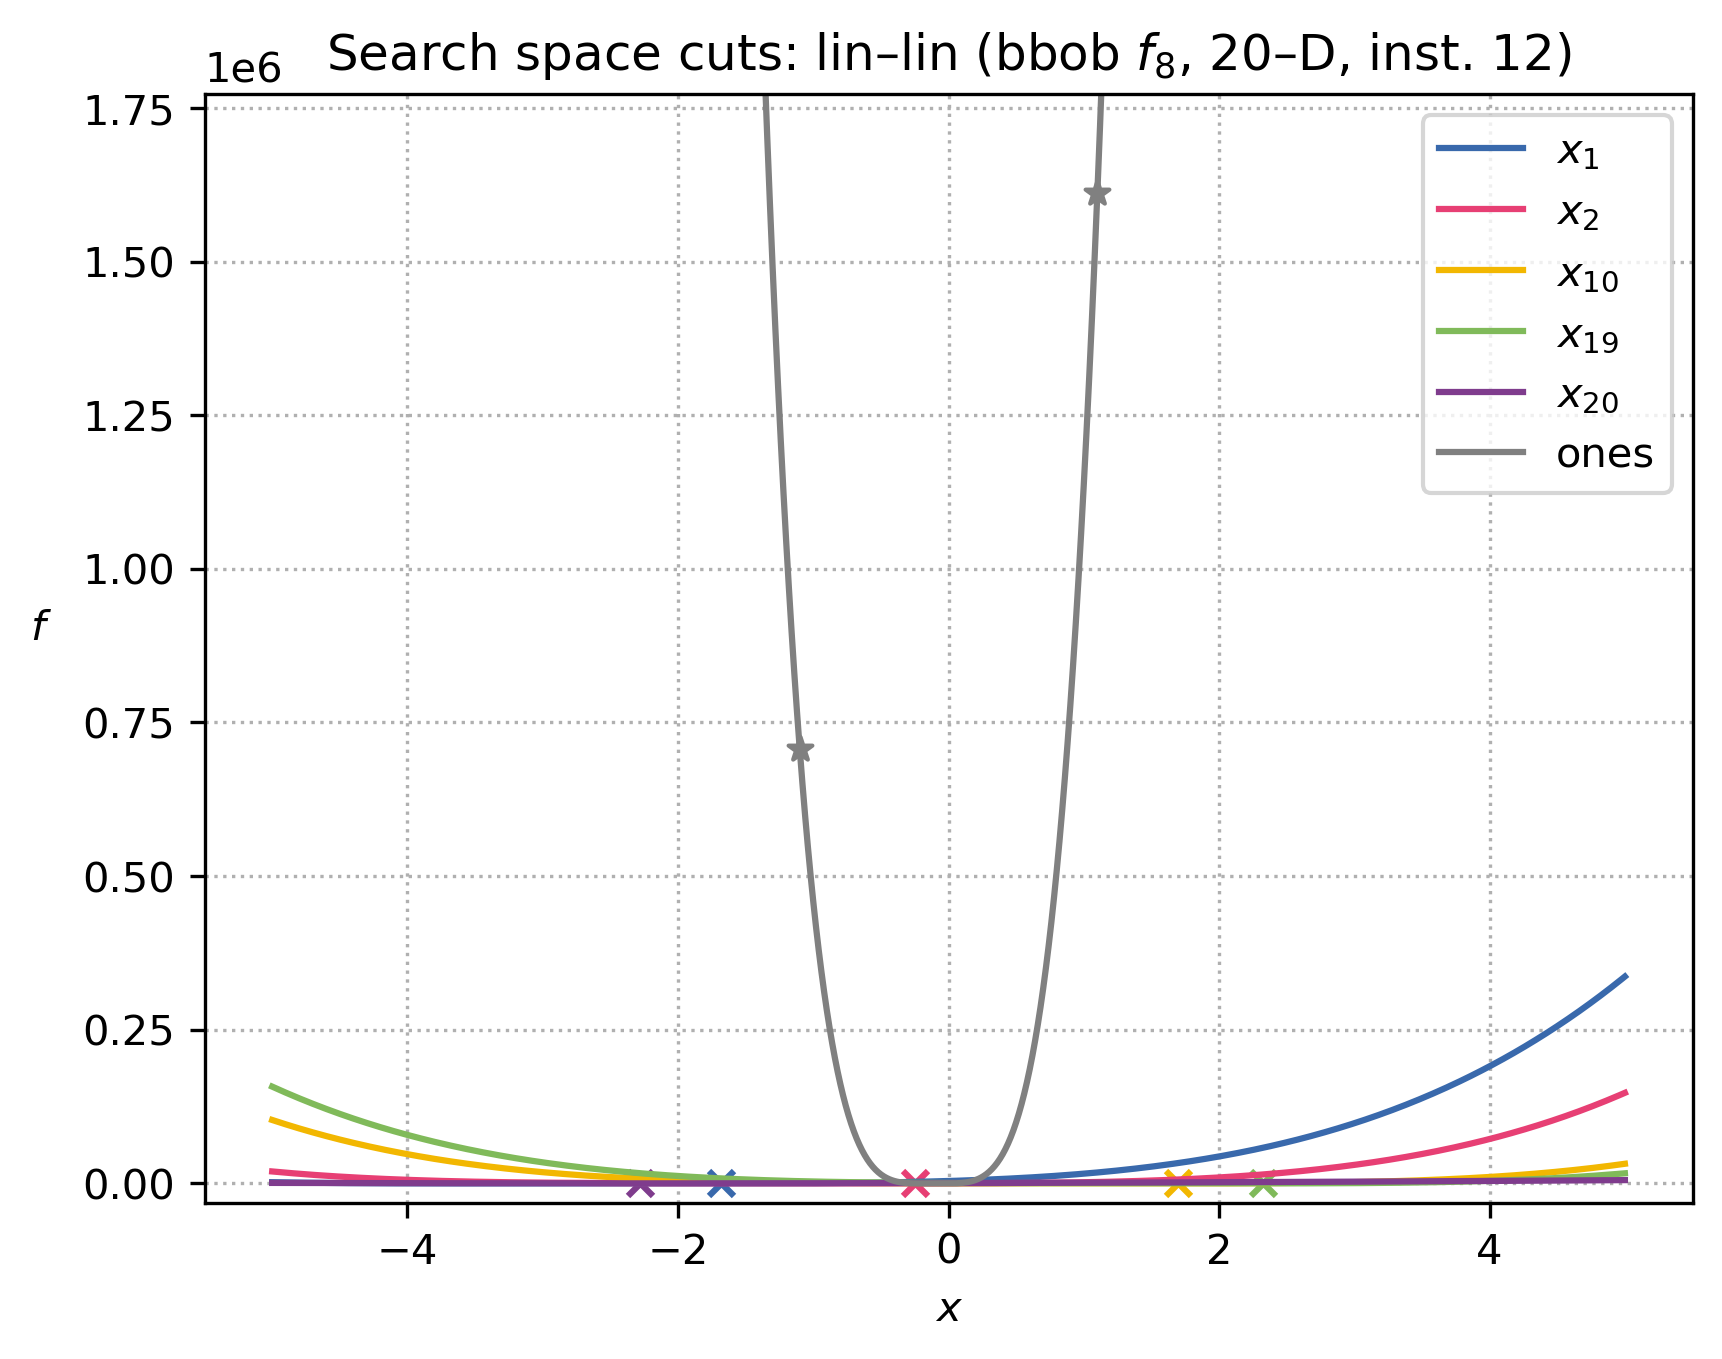 Search space cuts: lin–lin (bbob f₈, 20–D, inst. 12)
1e6
1.75
1.50
1.25
1.00
0.75
0.50
0.25
0.00
f
−4 −2 0 2 4
x
x₁
x₂
x₁₀
x₁₉
x₂₀
ones